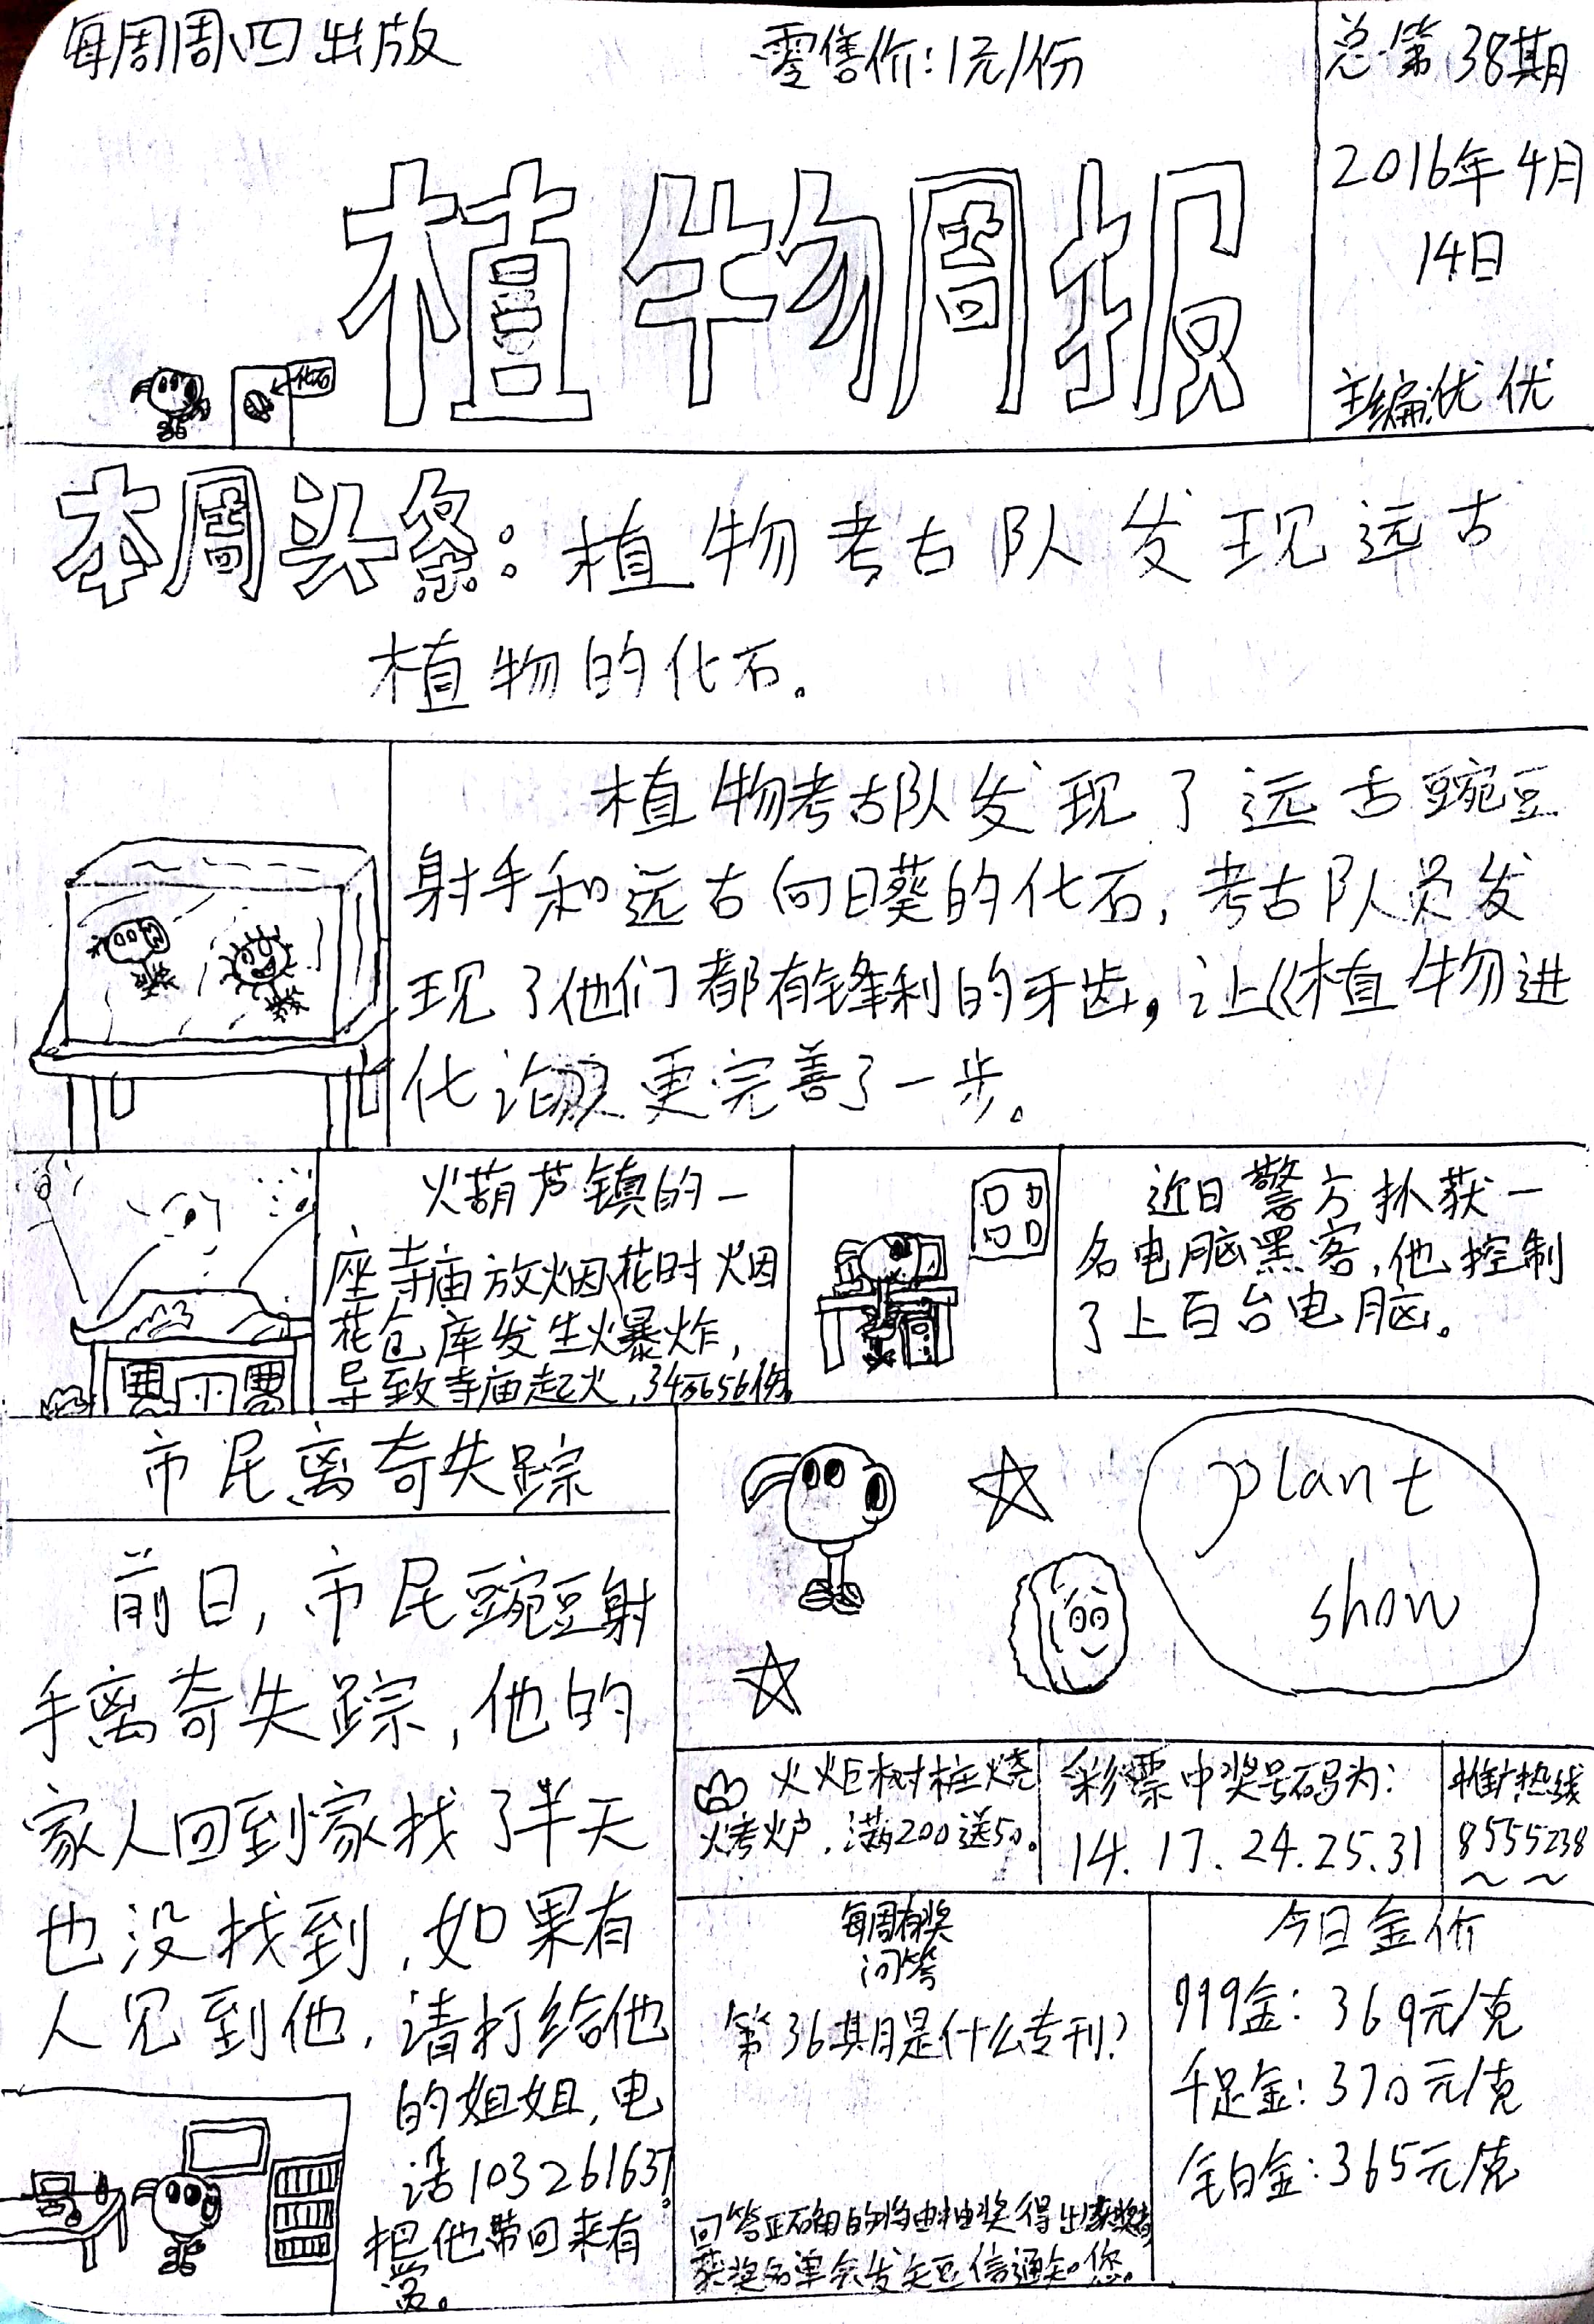 每周周四出版
零售价:1元/份
总第38期
2016年4月
14日
主编:优优
植物周报
化石
本周头条:植物考古队发现远古
植物的化石。
植物考古队发现了远古豌豆
射手和远古向日葵的化石,考古队员发
现了他们都有锋利的牙齿,让《植物进
化论》又更完善了一步。
火葫芦镇的一
座寺庙放烟花时烟
花仓库发生火爆炸,
导致寺庙起火,34死656伤。
近日警方抓获一
名电脑黑客,他控制
了上百台电脑。
市民离奇失踪
前日,市民豌豆射
手离奇失踪,他的
家人回到家找了半天
也没找到,如果有
人见到他,请打给他
的姐姐,电
话103261637。
把他带回来有
赏。
plant
show
火炬树桩烧
烤炉,满200送50。
彩票中奖号码为:
14.17.24.25.31
推广热线
8555238
~ ~
每周有奖
问答
第36期是什么专刊?
回答正确的将由抽奖得出获奖者,
获奖名单会发豆信通知您。
今日金价
999金:369元/克
千足金:370元/克
白金:365元/克